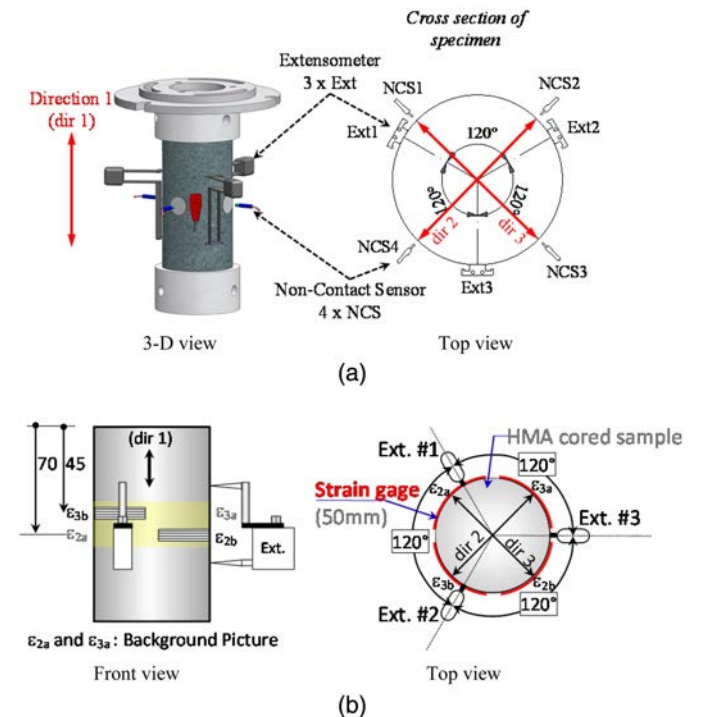 Cross section of
specimen
Extensometer
3 x Ext
Direction 1
(dir 1)
NCS1
NCS2
Ext1
Ext2
120°
120°
120°
dir 2
dir 3
NCS4
NCS3
Ext3
Non-Contact Sensor
4 x NCS
3-D view
Top view
(a)
(dir 1)
70
45
ε3b
ε2a
ε3a
ε2b
Ext.
ε2a and ε3a : Background Picture
Front view
HMA cored sample
Ext. #1
120°
Strain gage
(50mm)
ε2a
ε3a
Ext. #3
120°
dir 2
dir 3
ε3b
ε2b
Ext. #2
120°
Top view
(b)